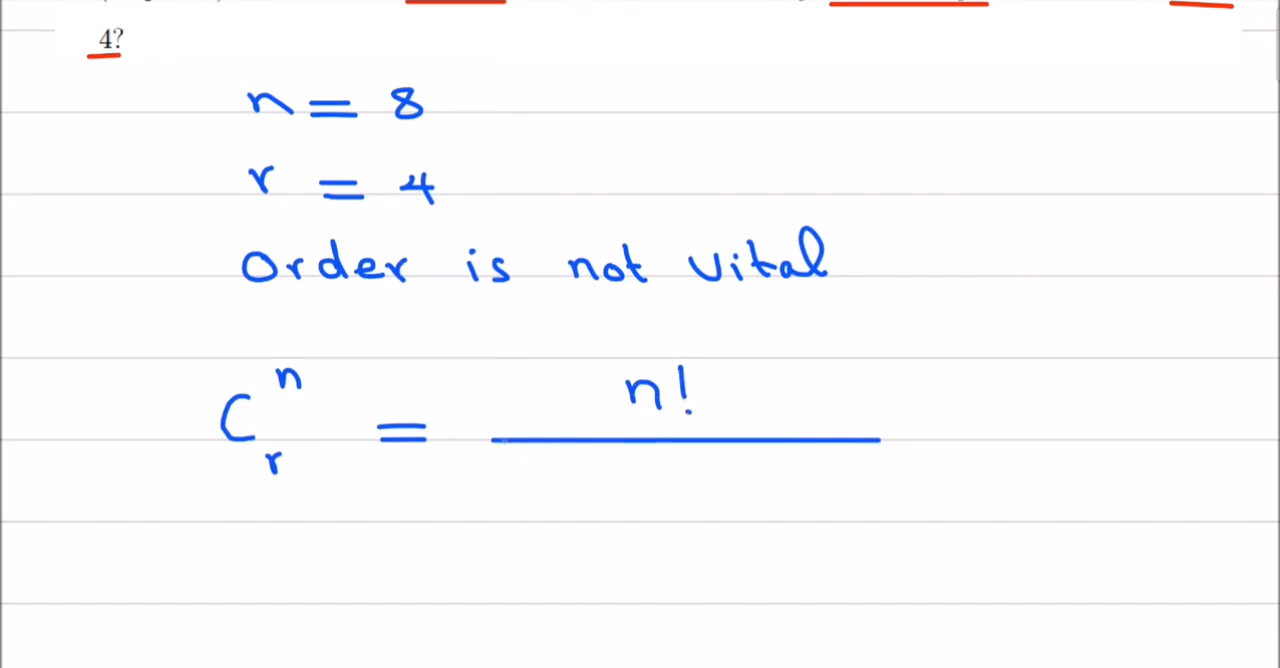 4?
n = 8
r = 4
Order is not vital
C n r = n!